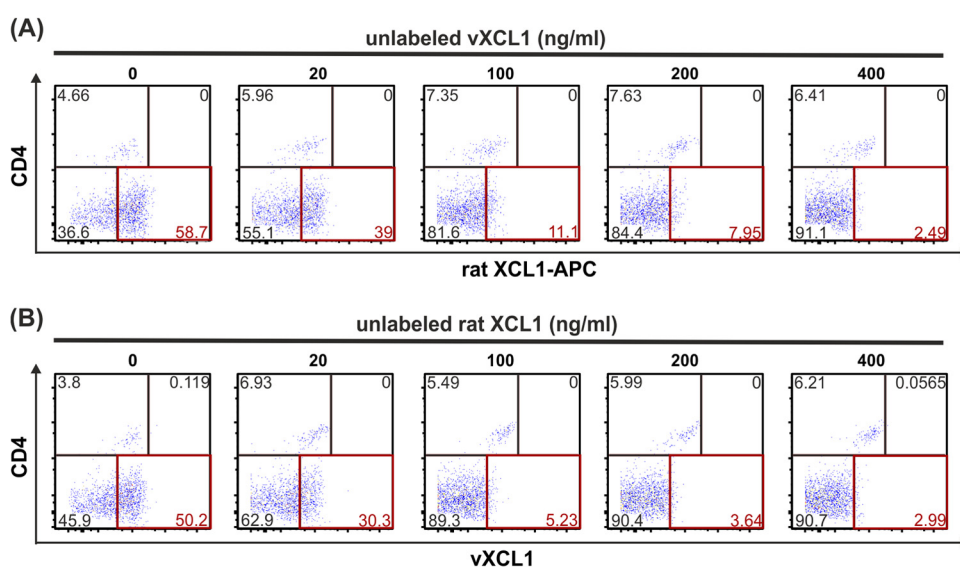 (A)
unlabeled vXCL1 (ng/ml)
0 20 100 200 400
4.66 0 5.96 0 7.35 0 7.63 0 6.41 0
CD4
36.6 58.7 55.1 39 81.6 11.1 84.4 7.95 91.1 2.49
rat XCL1-APC
(B)
unlabeled rat XCL1 (ng/ml)
0 20 100 200 400
3.8 0.119 6.93 0 5.49 0 5.99 0 6.21 0.0565
CD4
45.9 50.2 62.9 30.3 89.3 5.23 90.4 3.64 90.7 2.99
vXCL1